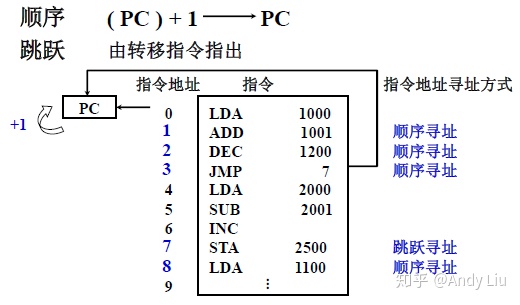 顺序 ( PC ) + 1 → PC
跳跃 由转移指令指出
指令地址 指令 指令地址寻址方式
PC
+1
0 LDA 1000
1 ADD 1001 顺序寻址
2 DEC 1200 顺序寻址
3 JMP 7 顺序寻址
4 LDA 2000
5 SUB 2001
6 INC
7 STA 2500 跳跃寻址
8 LDA 1100 顺序寻址
9 ⋮
知乎 @Andy Liu